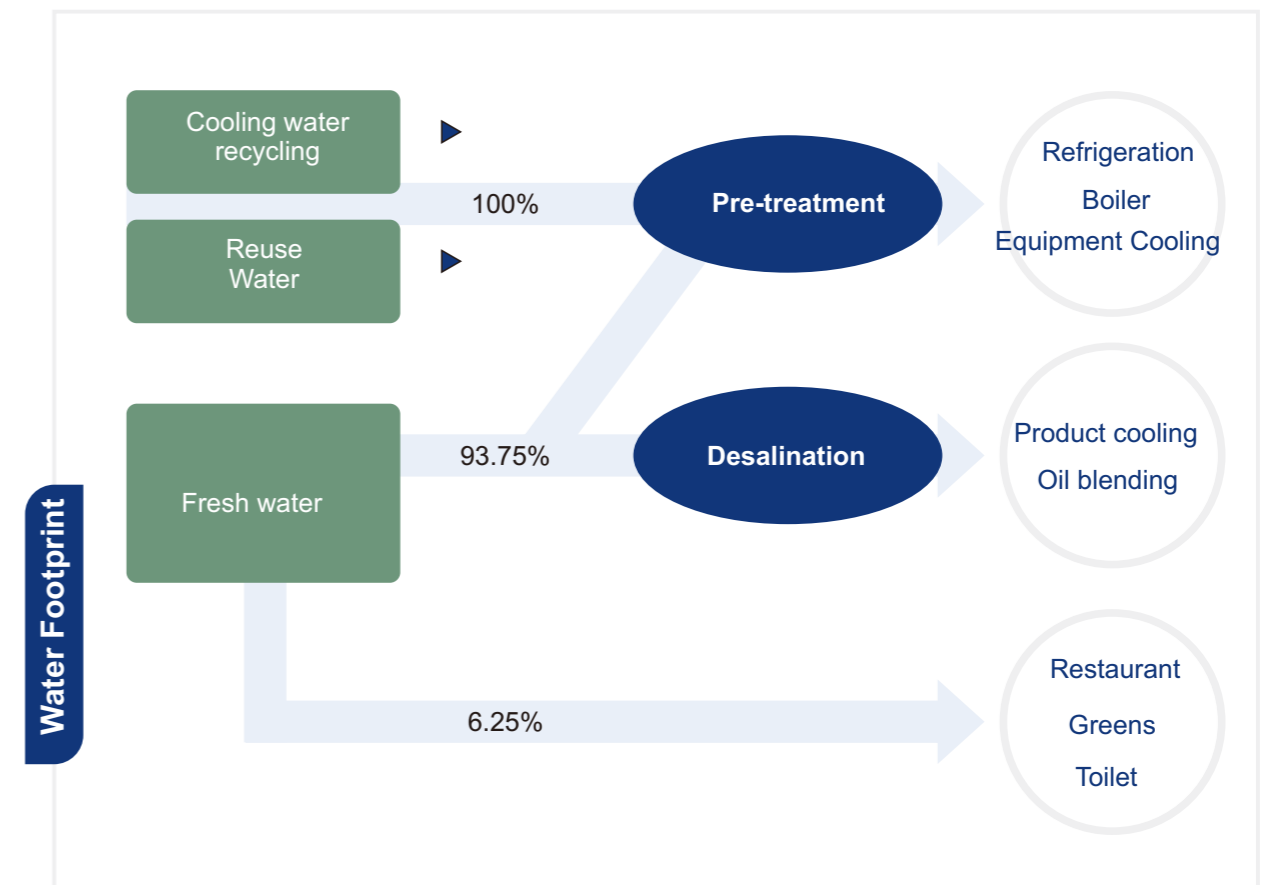 Water Footprint
Cooling water
recycling
Reuse
Water
100%
Pre-treatment
Refrigeration
Boiler
Equipment Cooling
Fresh water
93.75%
Desalination
Product cooling
Oil blending
6.25%
Restaurant
Greens
Toilet